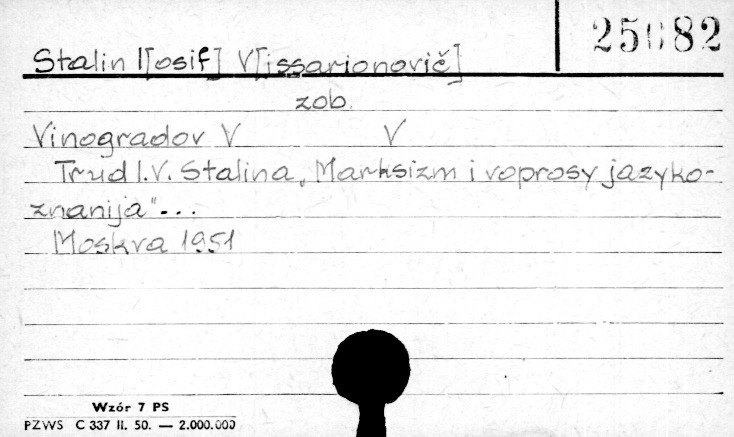 25082
Stalin I[osif] V[issarionovič]
zob.
Vinogradov V V
Trud I.V. Stalina „Marksizm i voprosy jazyko-
znanija"...
Moskva 1951
Wzór 7 PS
PZWS C 337 II. 50. — 2.000.000